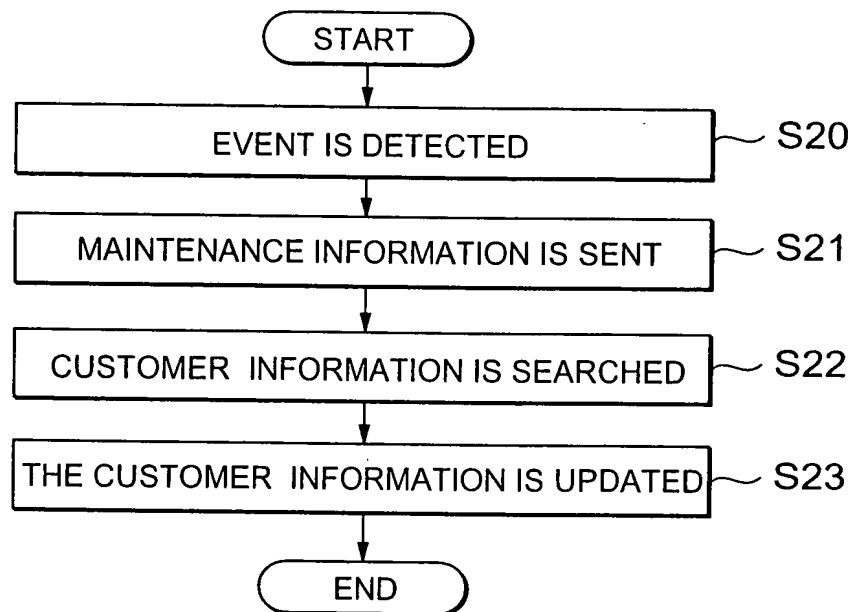 START
EVENT IS DETECTED
S20
MAINTENANCE INFORMATION IS SENT
S21
CUSTOMER INFORMATION IS SEARCHED
S22
THE CUSTOMER INFORMATION IS UPDATED
S23
END